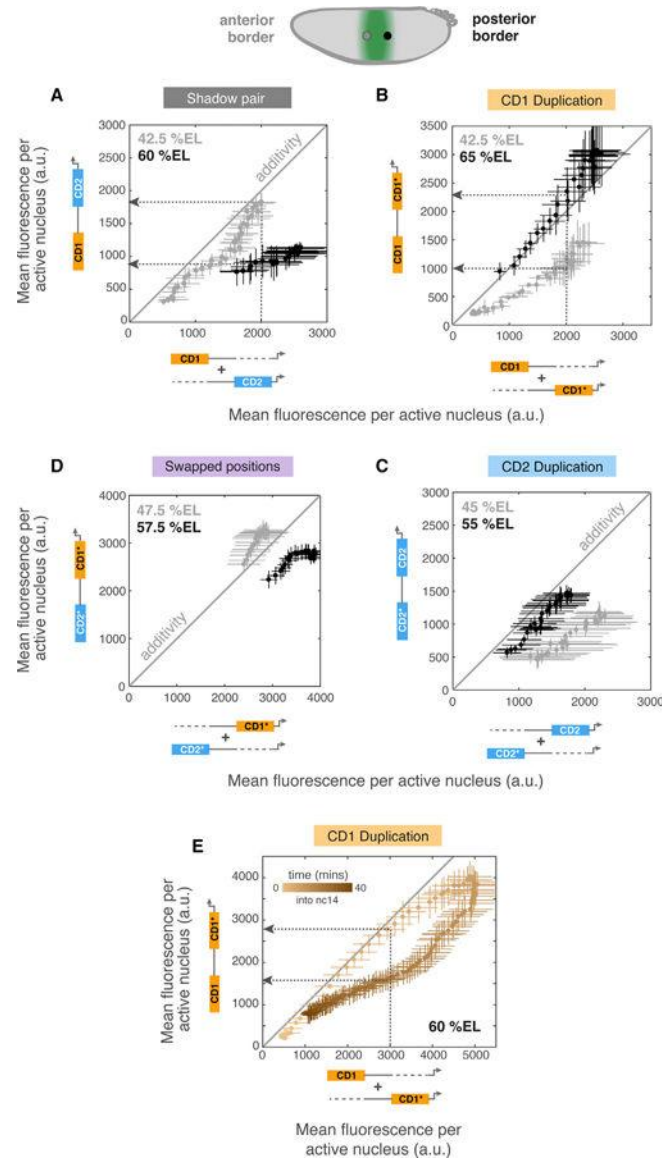 anterior border
posterior border
A
Shadow pair
42.5 %EL
60 %EL
additivity
Mean fluorescence per active nucleus (a.u.)
CD2
CD1
3000
2500
2000
1500
1000
500
0
0 1000 2000 3000
CD1
+
CD2
B
CD1 Duplication
42.5 %EL
65 %EL
CD1*
CD1
3500
3000
2500
2000
1500
1000
500
0
0 1000 2000 3000
CD1
+
CD1*
Mean fluorescence per active nucleus (a.u.)
D
Swapped positions
47.5 %EL
57.5 %EL
additivity
Mean fluorescence per active nucleus (a.u.)
CD1*
CD2*
4000
3000
2000
1000
0
0 1000 2000 3000 4000
CD1*
+
CD2*
C
CD2 Duplication
45 %EL
55 %EL
additivity
CD2
CD2*
3000
2500
2000
1500
1000
500
0
0 1000 2000 3000
CD2
+
CD2*
Mean fluorescence per active nucleus (a.u.)
E
CD1 Duplication
time (mins)
0 40
into nc14
60 %EL
Mean fluorescence per active nucleus (a.u.)
CD1*
CD1
4000
3000
2000
1000
0
0 1000 2000 3000 4000 5000
CD1
+
CD1*
Mean fluorescence per
active nucleus (a.u.)